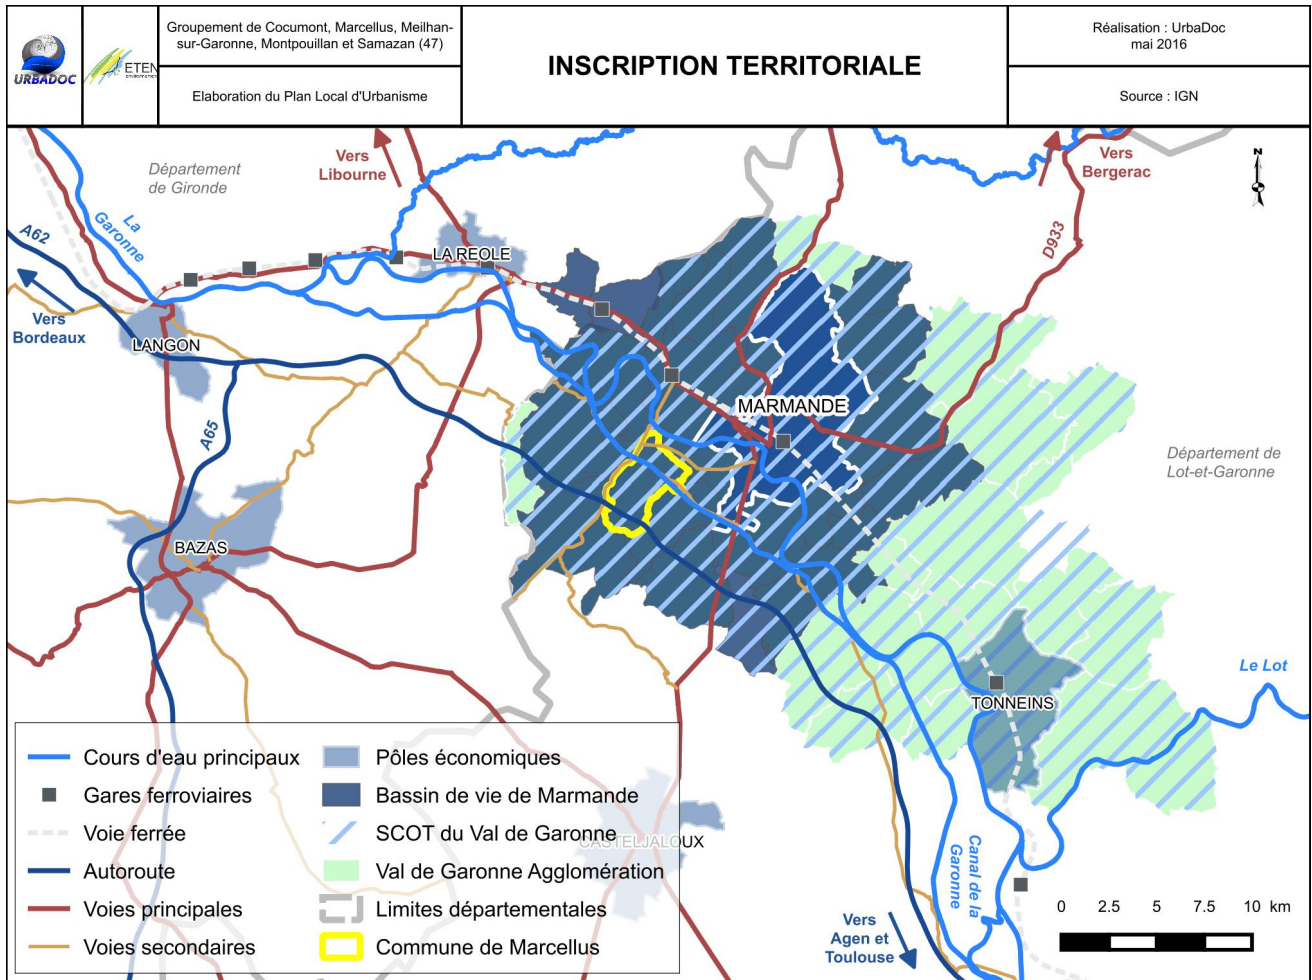 URBADOC
ETEN
ENVIRONNEMENT
Groupement de Cocumont, Marcellus, Meilhan-
sur-Garonne, Montpouillan et Samazan (47)
Elaboration du Plan Local d'Urbanisme
INSCRIPTION TERRITORIALE
Réalisation : UrbaDoc
mai 2016
Source : IGN
Département
de Gironde
Vers
Libourne
Vers
Bergerac
N
La
Garonne
A62
D933
LA REOLE
Vers
Bordeaux
LANGON
MARMANDE
A65
Département de
Lot-et-Garonne
BAZAS
Le Lot
TONNEINS
CASTELJALOUX
Canal de la
Garonne
Vers
Agen et
Toulouse
Cours d'eau principaux
Gares ferroviaires
Voie ferrée
Autoroute
Voies principales
Voies secondaires
Pôles économiques
Bassin de vie de Marmande
SCOT du Val de Garonne
Val de Garonne Agglomération
Limites départementales
Commune de Marcellus
0 2.5 5 7.5 10 km